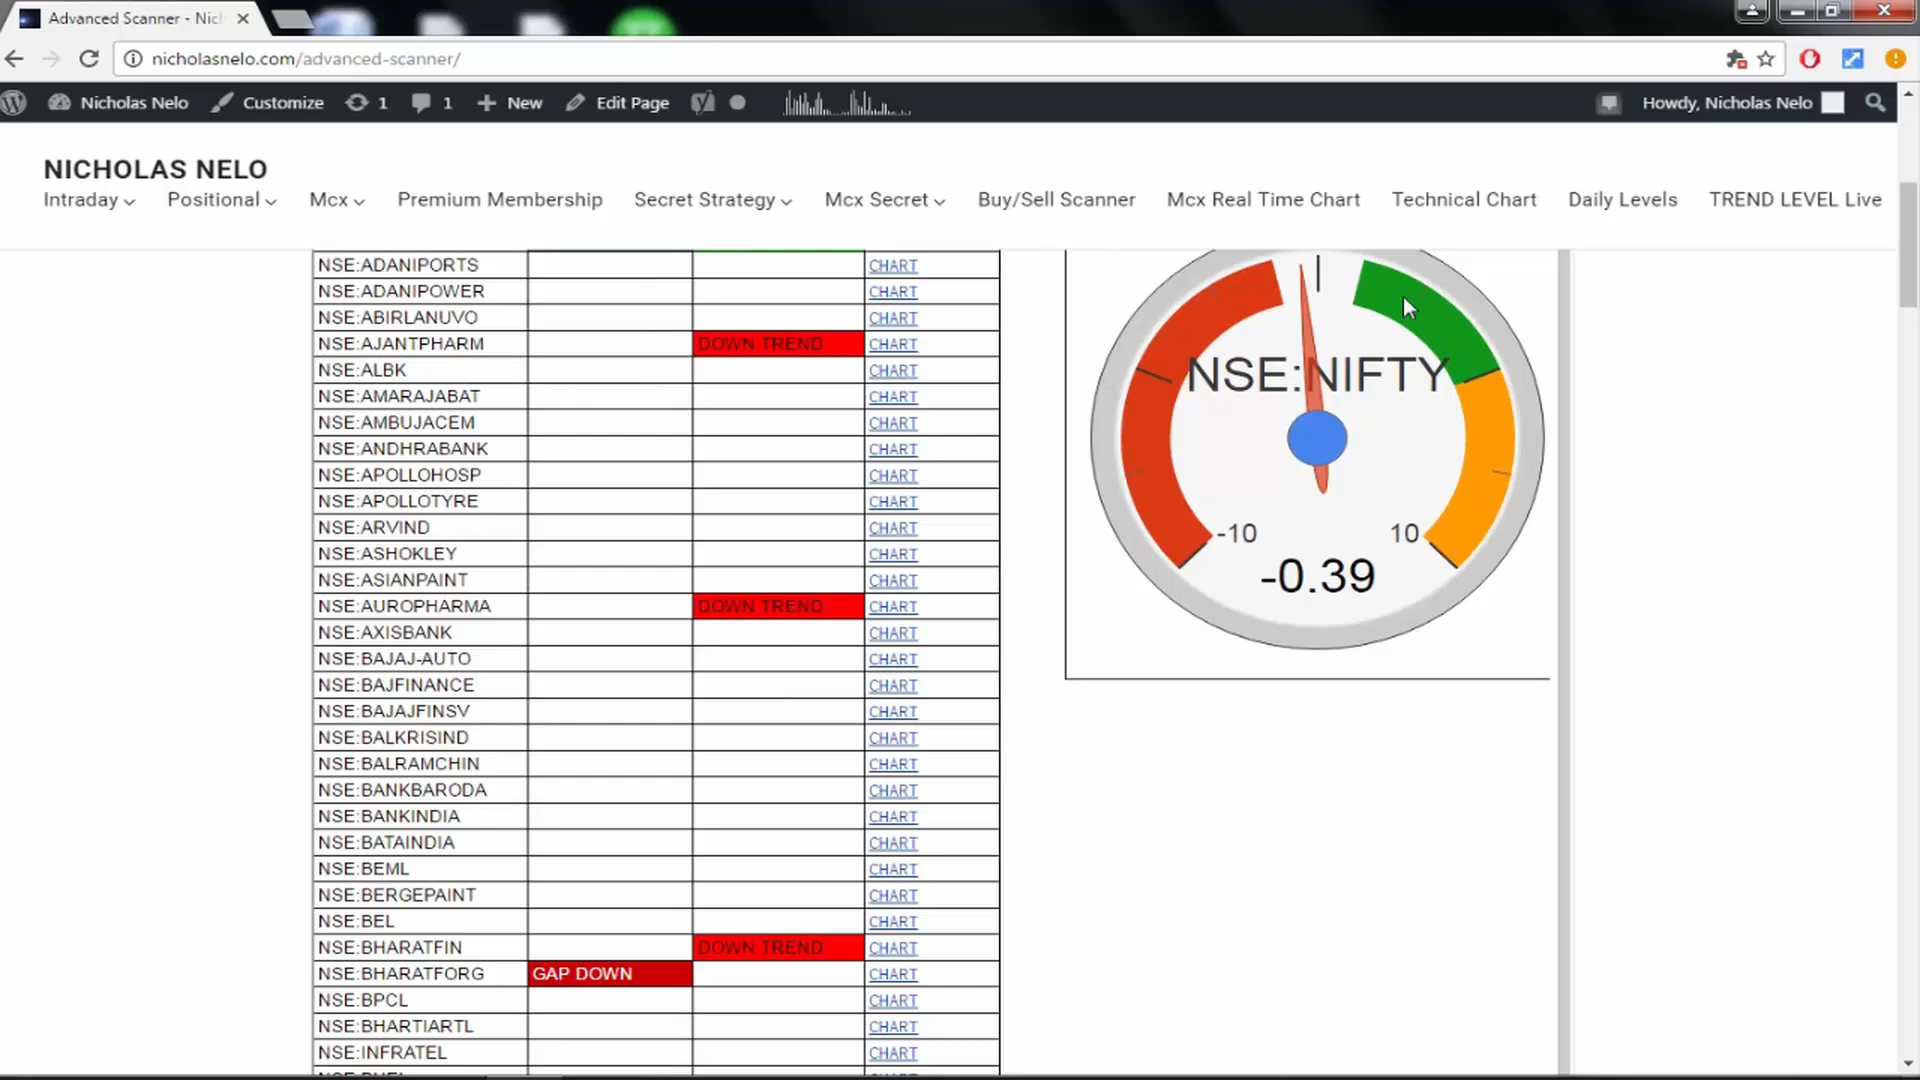 Advanced Scanner - Nic
nicholasnelo.com/advanced-scanner/
Nicholas Nelo Customize 1 1 New Edit Page Howdy, Nicholas Nelo
NICHOLAS NELO
Intraday Positional Mcx Premium Membership Secret Strategy Mcx Secret Buy/Sell Scanner Mcx Real Time Chart Technical Chart Daily Levels TREND LEVEL Live
NSE:ADANIPORTS CHART
NSE:ADANIPOWER CHART
NSE:ABIRLANUVO CHART
NSE:AJANTPHARM DOWN TREND CHART
NSE:ALBK CHART
NSE:AMARAJABAT CHART
NSE:AMBUJACEM CHART
NSE:ANDHRABANK CHART
NSE:APOLLOHOSP CHART
NSE:APOLLOTYRE CHART
NSE:ARVIND CHART
NSE:ASHOKLEY CHART
NSE:ASIANPAINT CHART
NSE:AUROPHARMA DOWN TREND CHART
NSE:AXISBANK CHART
NSE:BAJAJ-AUTO CHART
NSE:BAJFINANCE CHART
NSE:BAJAJFINSV CHART
NSE:BALKRISIND CHART
NSE:BALRAMCHIN CHART
NSE:BANKBARODA CHART
NSE:BANKINDIA CHART
NSE:BATAINDIA CHART
NSE:BEML CHART
NSE:BERGEPAINT CHART
NSE:BEL CHART
NSE:BHARATFIN DOWN TREND CHART
NSE:BHARATFORG GAP DOWN CHART
NSE:BPCL CHART
NSE:BHARTIARTL CHART
NSE:INFRATEL CHART
NSE:NIFTY
-10 10
-0.39